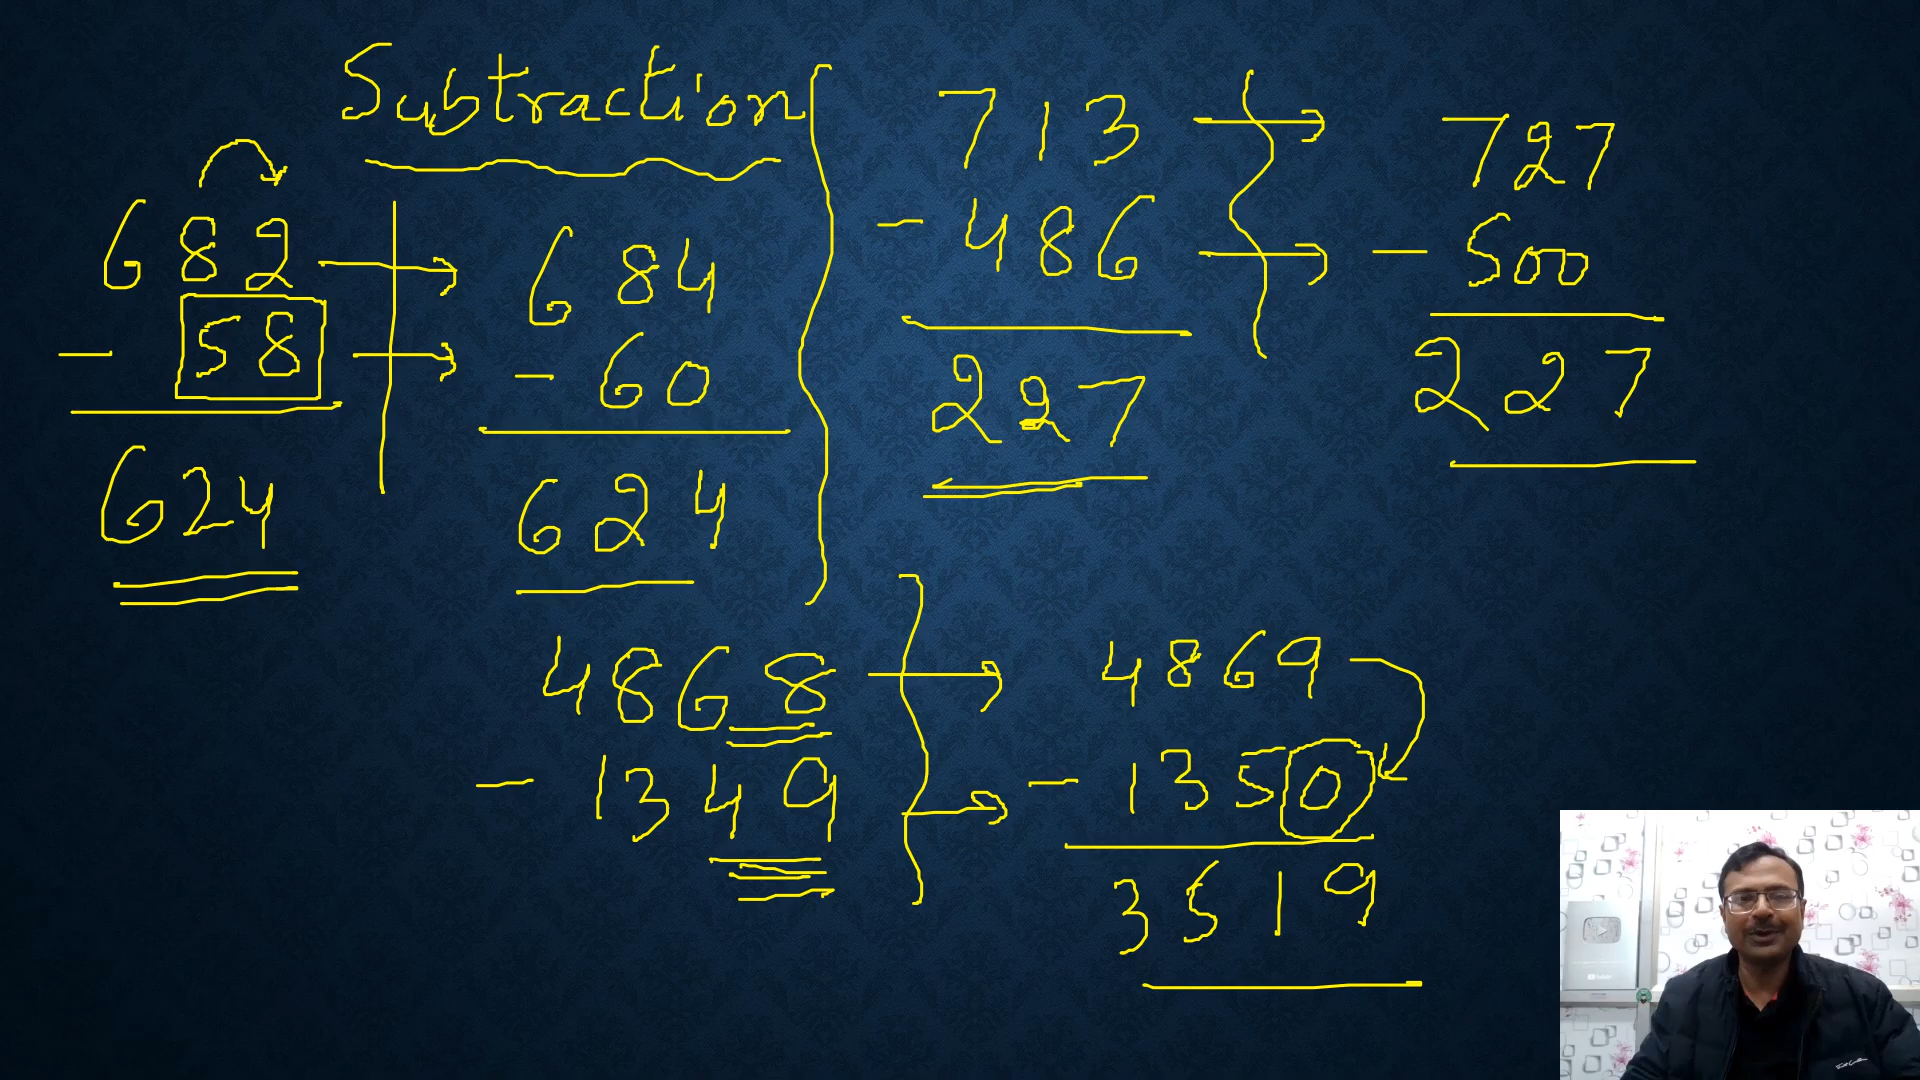 Subtraction
682 → 684
- 58 → - 60
624 624
713 → 727
- 486 → - 500
227 227
4868 → 4869
- 1349 → - 1350
3519